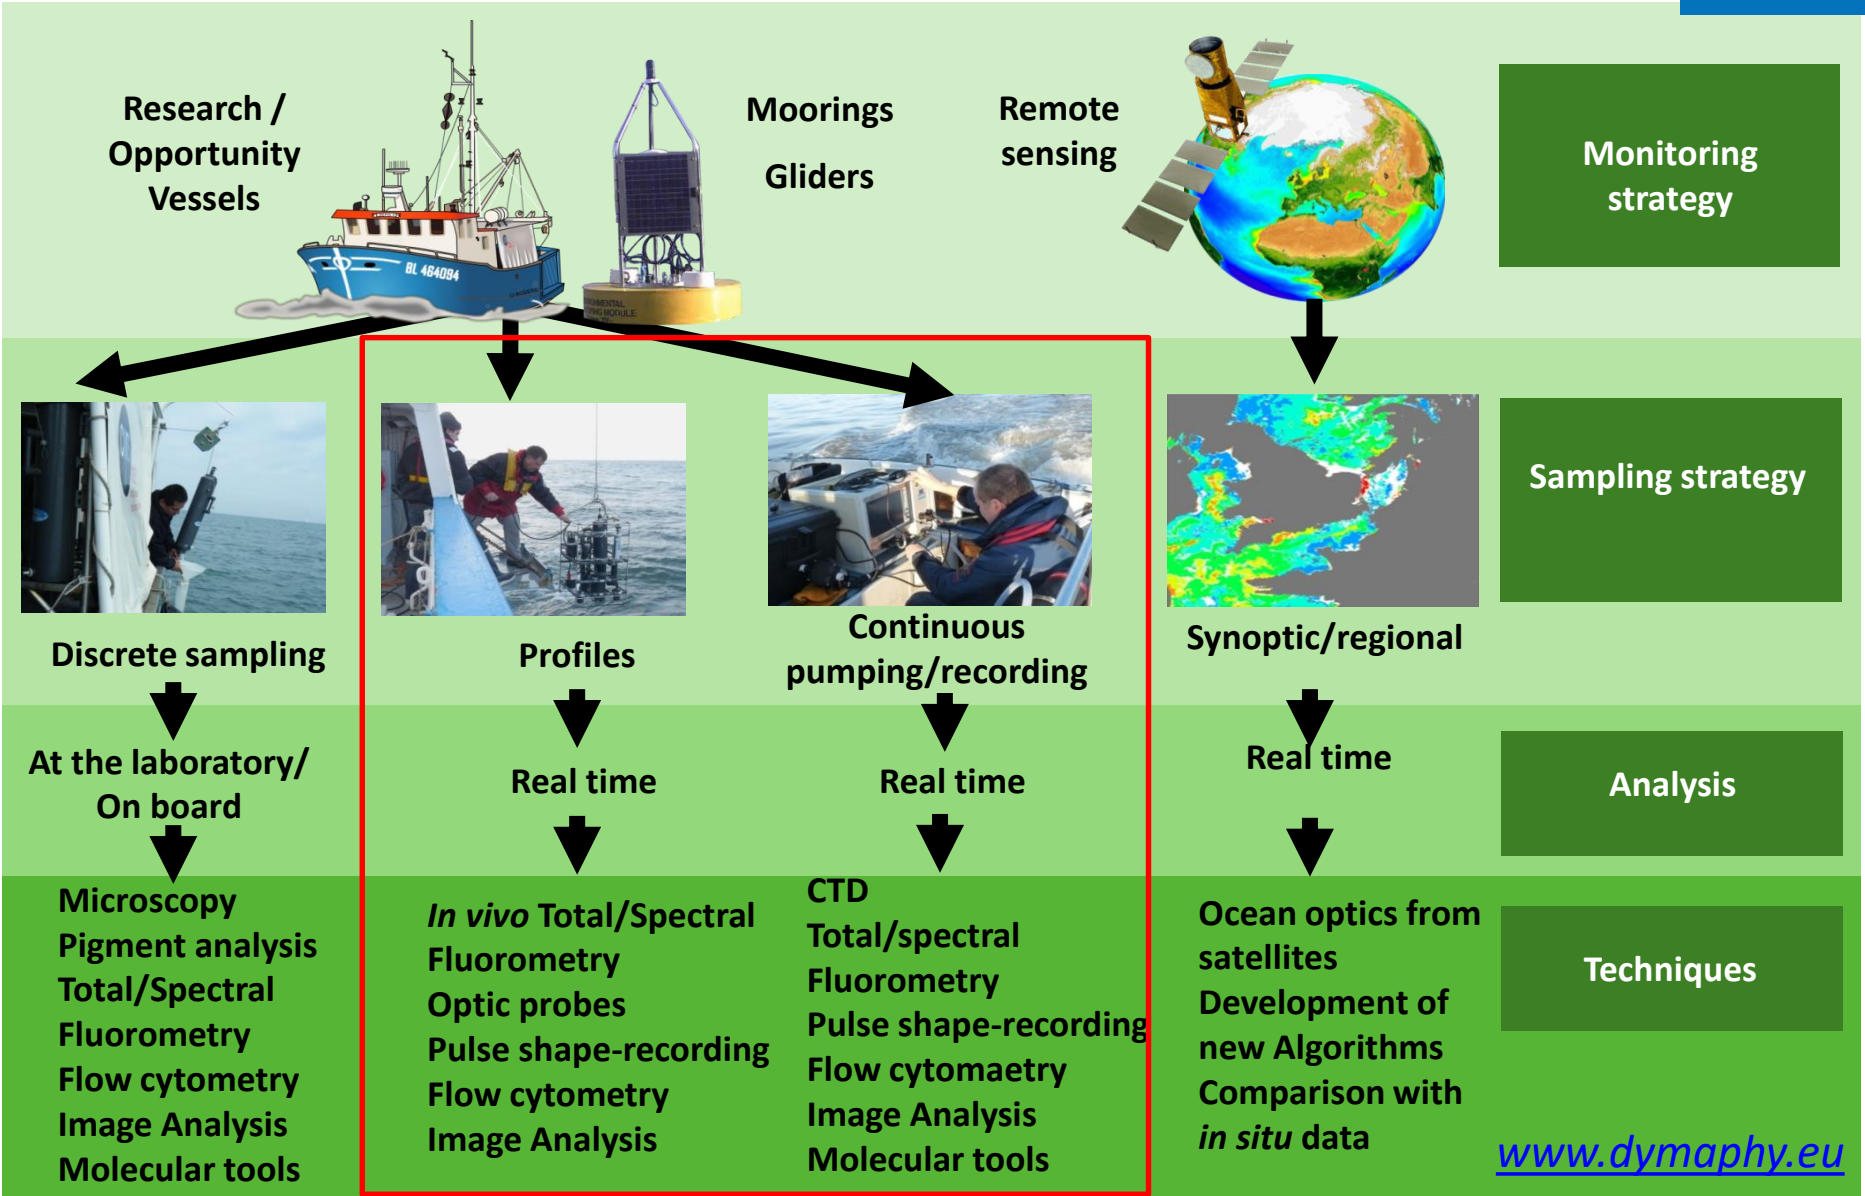 Research /
Opportunity
Vessels
BL 464094
Moorings
Gliders
Remote
sensing
Monitoring
strategy
MODULE
Sampling strategy
Discrete sampling
Profiles
Continuous
pumping/recording
Synoptic/regional
At the laboratory/
On board
Real time
Real time
Real time
Analysis
Microscopy
Pigment analysis
Total/Spectral
Fluorometry
Flow cytometry
Image Analysis
Molecular tools
In vivo Total/Spectral
Fluorometry
Optic probes
Pulse shape-recording
Flow cytometry
Image Analysis
CTD
Total/spectral
Fluorometry
Pulse shape-recording
Flow cytomaetry
Image Analysis
Molecular tools
Ocean optics from
satellites
Development of
new Algorithms
Comparison with
in situ data
Techniques
www.dymaphy.eu